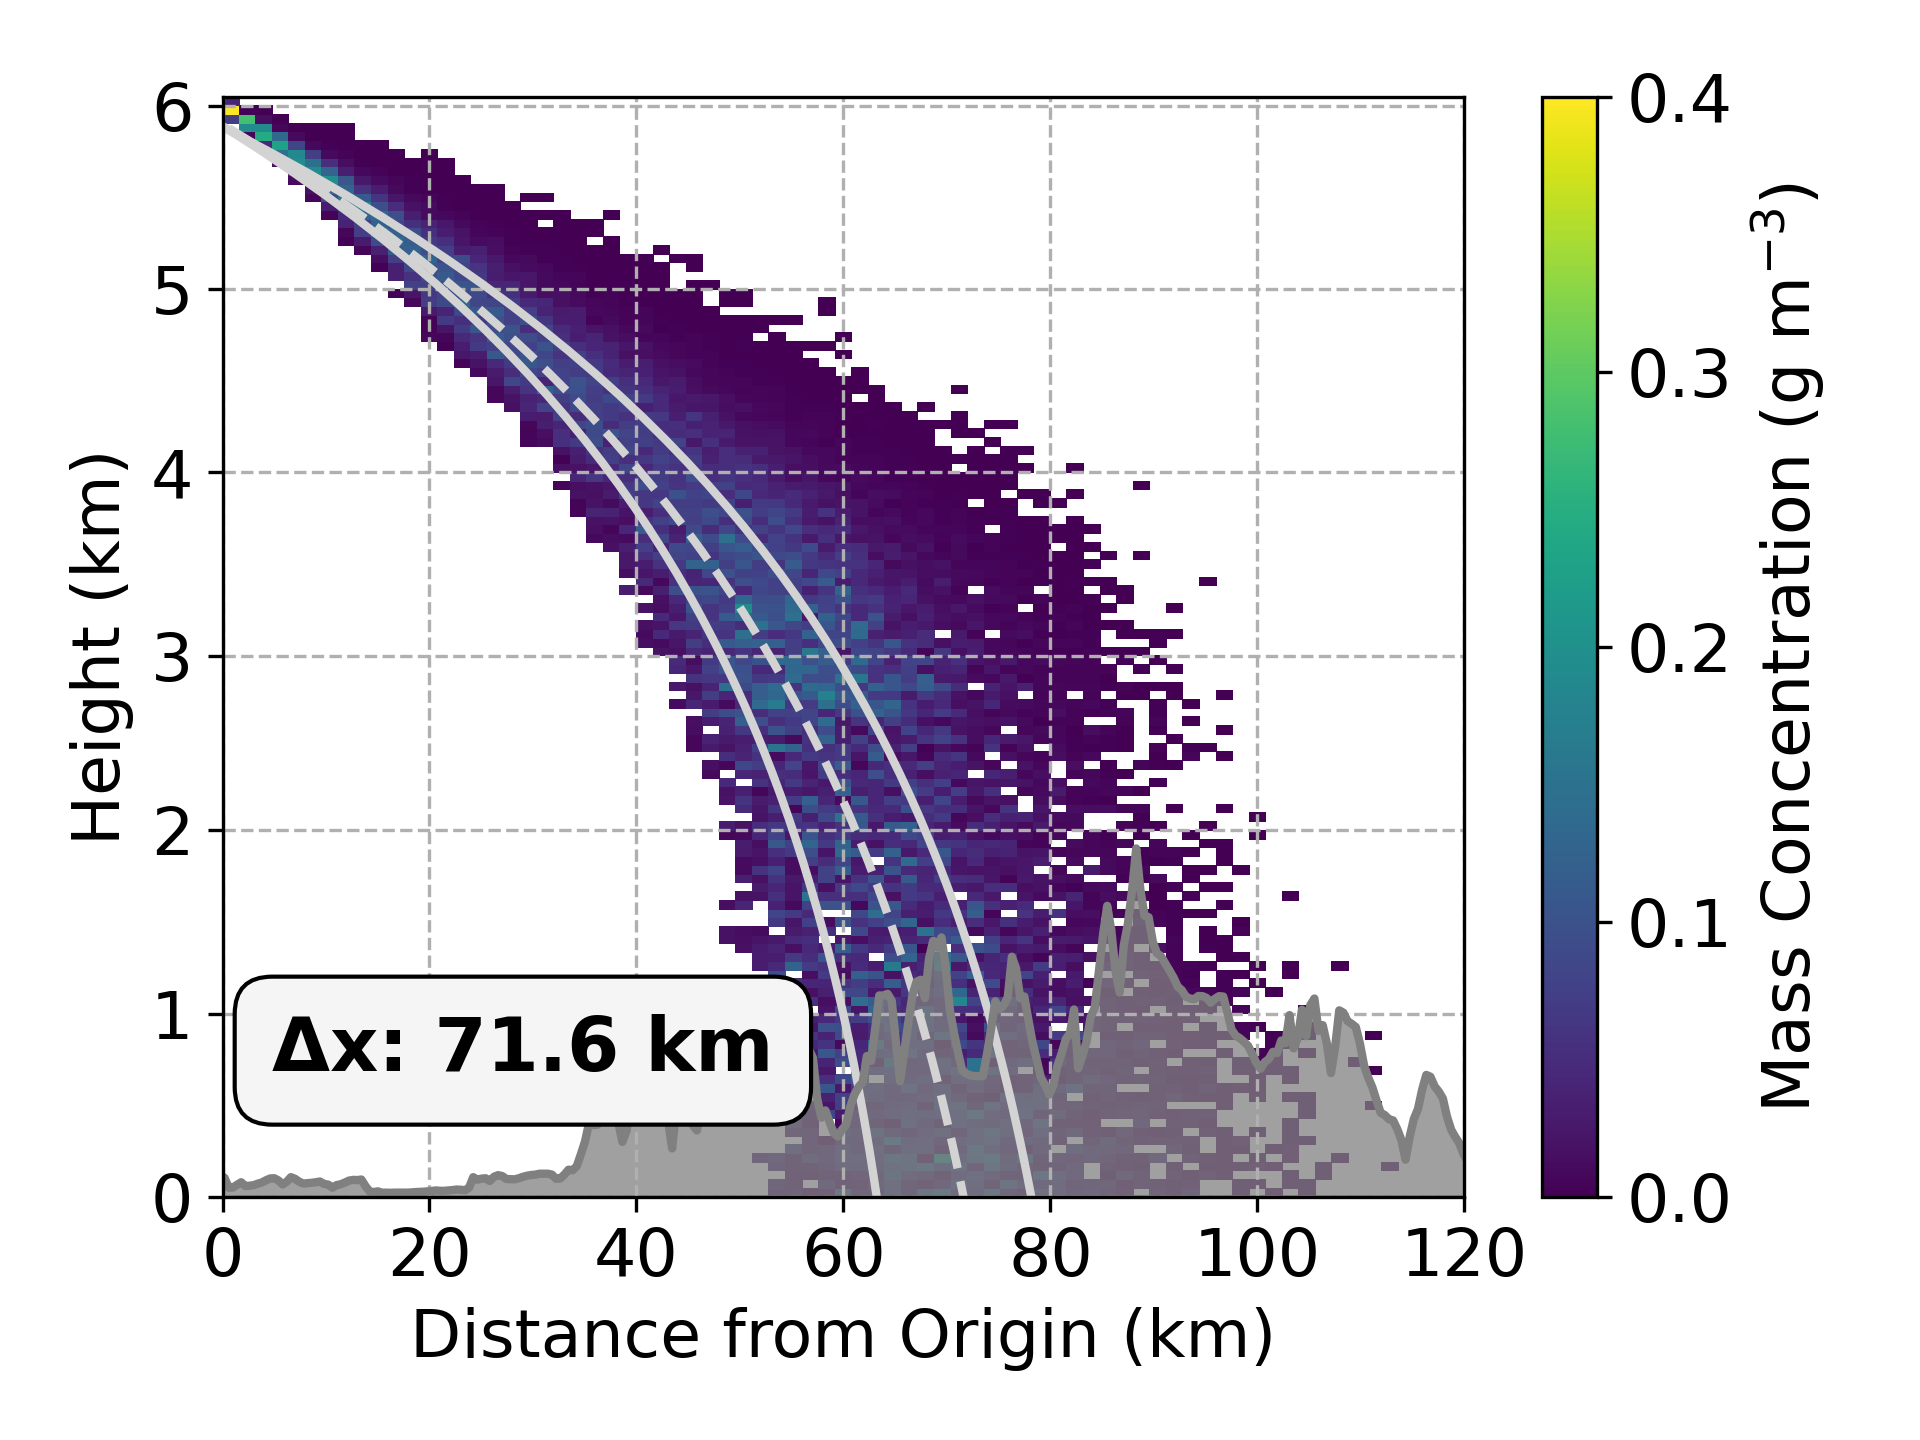 6
5
4
3
2
1
0
Height (km)
Δx: 71.6 km
0 20 40 60 80 100 120
Distance from Origin (km)
0.4
0.3
0.2
0.1
0.0
Mass Concentration (g m⁻³)